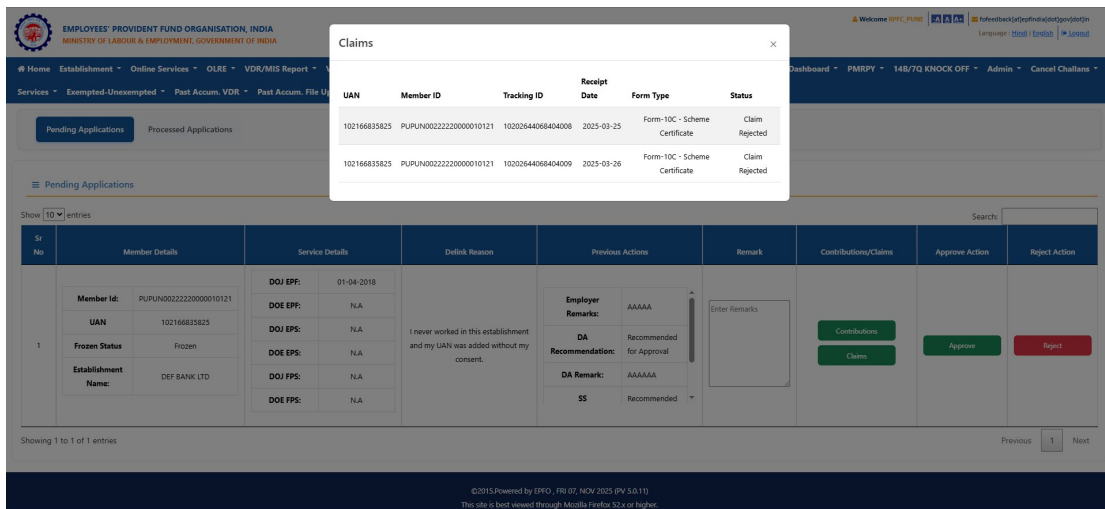 EMPLOYEES' PROVIDENT FUND ORGANISATION, INDIA
MINISTRY OF LABOUR & EMPLOYMENT, GOVERNMENT OF INDIA
Welcome RPFC_PUNE -A A A+ fofeedback[at]epfindia[dot]gov[dot]in
Language : Hindi | English | Logout
Home Establishment Online Services OLRE VDR/MIS Report Dashboard PMRPY 14B/7Q KNOCK OFF Admin Cancel Challans
Services Exempted-Unexempted Past Accum. VDR Past Accum. File
Claims ×
UAN Member ID Tracking ID Receipt Date Form Type Status
102166835825 PUPUN00222220000010121 10202644068404008 2025-03-25 Form-10C - Scheme Certificate Claim Rejected
102166835825 PUPUN00222220000010121 10202644068404009 2025-03-26 Form-10C - Scheme Certificate Claim Rejected
Pending Applications Processed Applications
Pending Applications
Show 10 entries Search:
Sr No Member Details Service Details Delink Reason Previous Actions Remark Contributions/Claims Approve Action Reject Action
1
Member Id: PUPUN00222220000010121
UAN 102166835825
Frozen Status Frozen
Establishment Name: DEF BANK LTD
DOJ EPF: 01-04-2018
DOE EPF: N.A
DOJ EPS: N.A
DOE EPS: N.A
DOJ FPS: N.A
DOE FPS: N.A
I never worked in this establishment
and my UAN was added without my
consent.
Employer Remarks: AAAAA
DA Recommendation: Recommended for Approval
DA Remark: AAAAAA
SS Recommended
Enter Remarks
Contributions
Claims
Approve
Reject
Showing 1 to 1 of 1 entries Previous 1 Next
©2015.Powered by EPFO , FRI 07, NOV 2025 (PV 5.0.11)
This site is best viewed through Mozilla Firefox 52.x or higher.